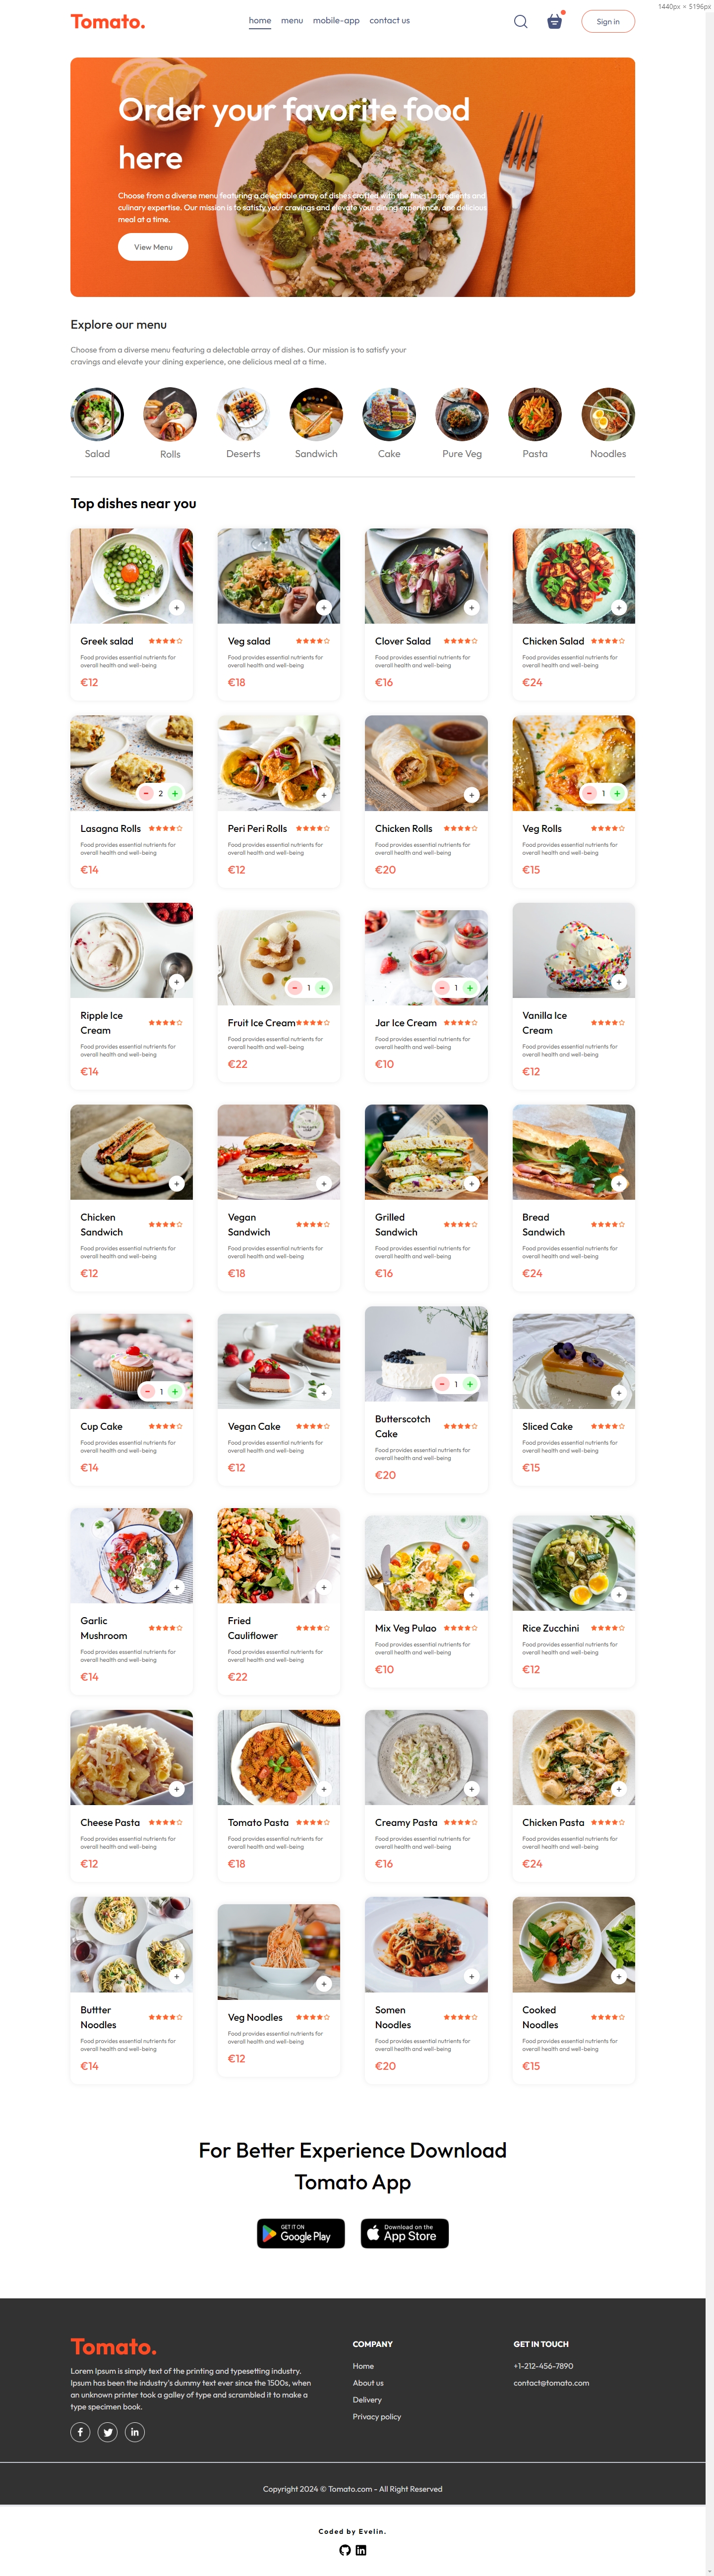 1440px × 5196px
Tomato.
home menu mobile-app contact us
Sign in
Order your favorite food
here
Choose from a diverse menu featuring a delectable array of dishes crafted with the finest ingredients and
culinary expertise. Our mission is to satisfy your cravings and elevate your dining experience, one delicious
meal at a time.
View Menu
Explore our menu
Choose from a diverse menu featuring a delectable array of dishes. Our mission is to satisfy your
cravings and elevate your dining experience, one delicious meal at a time.
Salad Rolls Deserts Sandwich Cake Pure Veg Pasta Noodles
Top dishes near you
+ + + +
Greek salad Veg salad Clover Salad Chicken Salad
Food provides essential nutrients for Food provides essential nutrients for Food provides essential nutrients for Food provides essential nutrients for
overall health and well-being overall health and well-being overall health and well-being overall health and well-being
€12 €18 €16 €24
- 2 + + + - 1 +
Lasagna Rolls Peri Peri Rolls Chicken Rolls Veg Rolls
Food provides essential nutrients for Food provides essential nutrients for Food provides essential nutrients for Food provides essential nutrients for
overall health and well-being overall health and well-being overall health and well-being overall health and well-being
€14 €12 €20 €15
+ - 1 + - 1 + +
Ripple Ice
Cream
Food provides essential nutrients for
overall health and well-being
€14
Fruit Ice Cream
Food provides essential nutrients for
overall health and well-being
€22
Jar Ice Cream
Food provides essential nutrients for
overall health and well-being
€10
Vanilla Ice
Cream
Food provides essential nutrients for
overall health and well-being
€12
+ + + +
Chicken Vegan Grilled Bread
Sandwich Sandwich Sandwich Sandwich
Food provides essential nutrients for Food provides essential nutrients for Food provides essential nutrients for Food provides essential nutrients for
overall health and well-being overall health and well-being overall health and well-being overall health and well-being
€12 €18 €16 €24
- 1 + + - 1 + +
Cup Cake
Food provides essential nutrients for
overall health and well-being
€14
Vegan Cake
Food provides essential nutrients for
overall health and well-being
€12
Butterscotch
Cake
Food provides essential nutrients for
overall health and well-being
€20
Sliced Cake
Food provides essential nutrients for
overall health and well-being
€15
+ + + +
Garlic
Mushroom
Food provides essential nutrients for
overall health and well-being
€14
Fried
Cauliflower
Food provides essential nutrients for
overall health and well-being
€22
Mix Veg Pulao
Food provides essential nutrients for
overall health and well-being
€10
Rice Zucchini
Food provides essential nutrients for
overall health and well-being
€12
+ + + +
Cheese Pasta Tomato Pasta Creamy Pasta Chicken Pasta
Food provides essential nutrients for Food provides essential nutrients for Food provides essential nutrients for Food provides essential nutrients for
overall health and well-being overall health and well-being overall health and well-being overall health and well-being
€12 €18 €16 €24
+ + + +
Buttter
Noodles
Food provides essential nutrients for
overall health and well-being
€14
Veg Noodles
Food provides essential nutrients for
overall health and well-being
€12
Somen
Noodles
Food provides essential nutrients for
overall health and well-being
€20
Cooked
Noodles
Food provides essential nutrients for
overall health and well-being
€15
For Better Experience Download
Tomato App
GET IT ON
Google Play
Download on the
App Store
Tomato.
Lorem Ipsum is simply text of the printing and typesetting industry.
Ipsum has been the industry's dummy text ever since the 1500s, when
an unknown printer took a galley of type and scrambled it to make a
type specimen book.
f in
COMPANY
Home
About us
Delivery
Privacy policy
GET IN TOUCH
+1-212-456-7890
contact@tomato.com
Copyright 2024 © Tomato.com - All Right Reserved
Coded by Evelin.
in